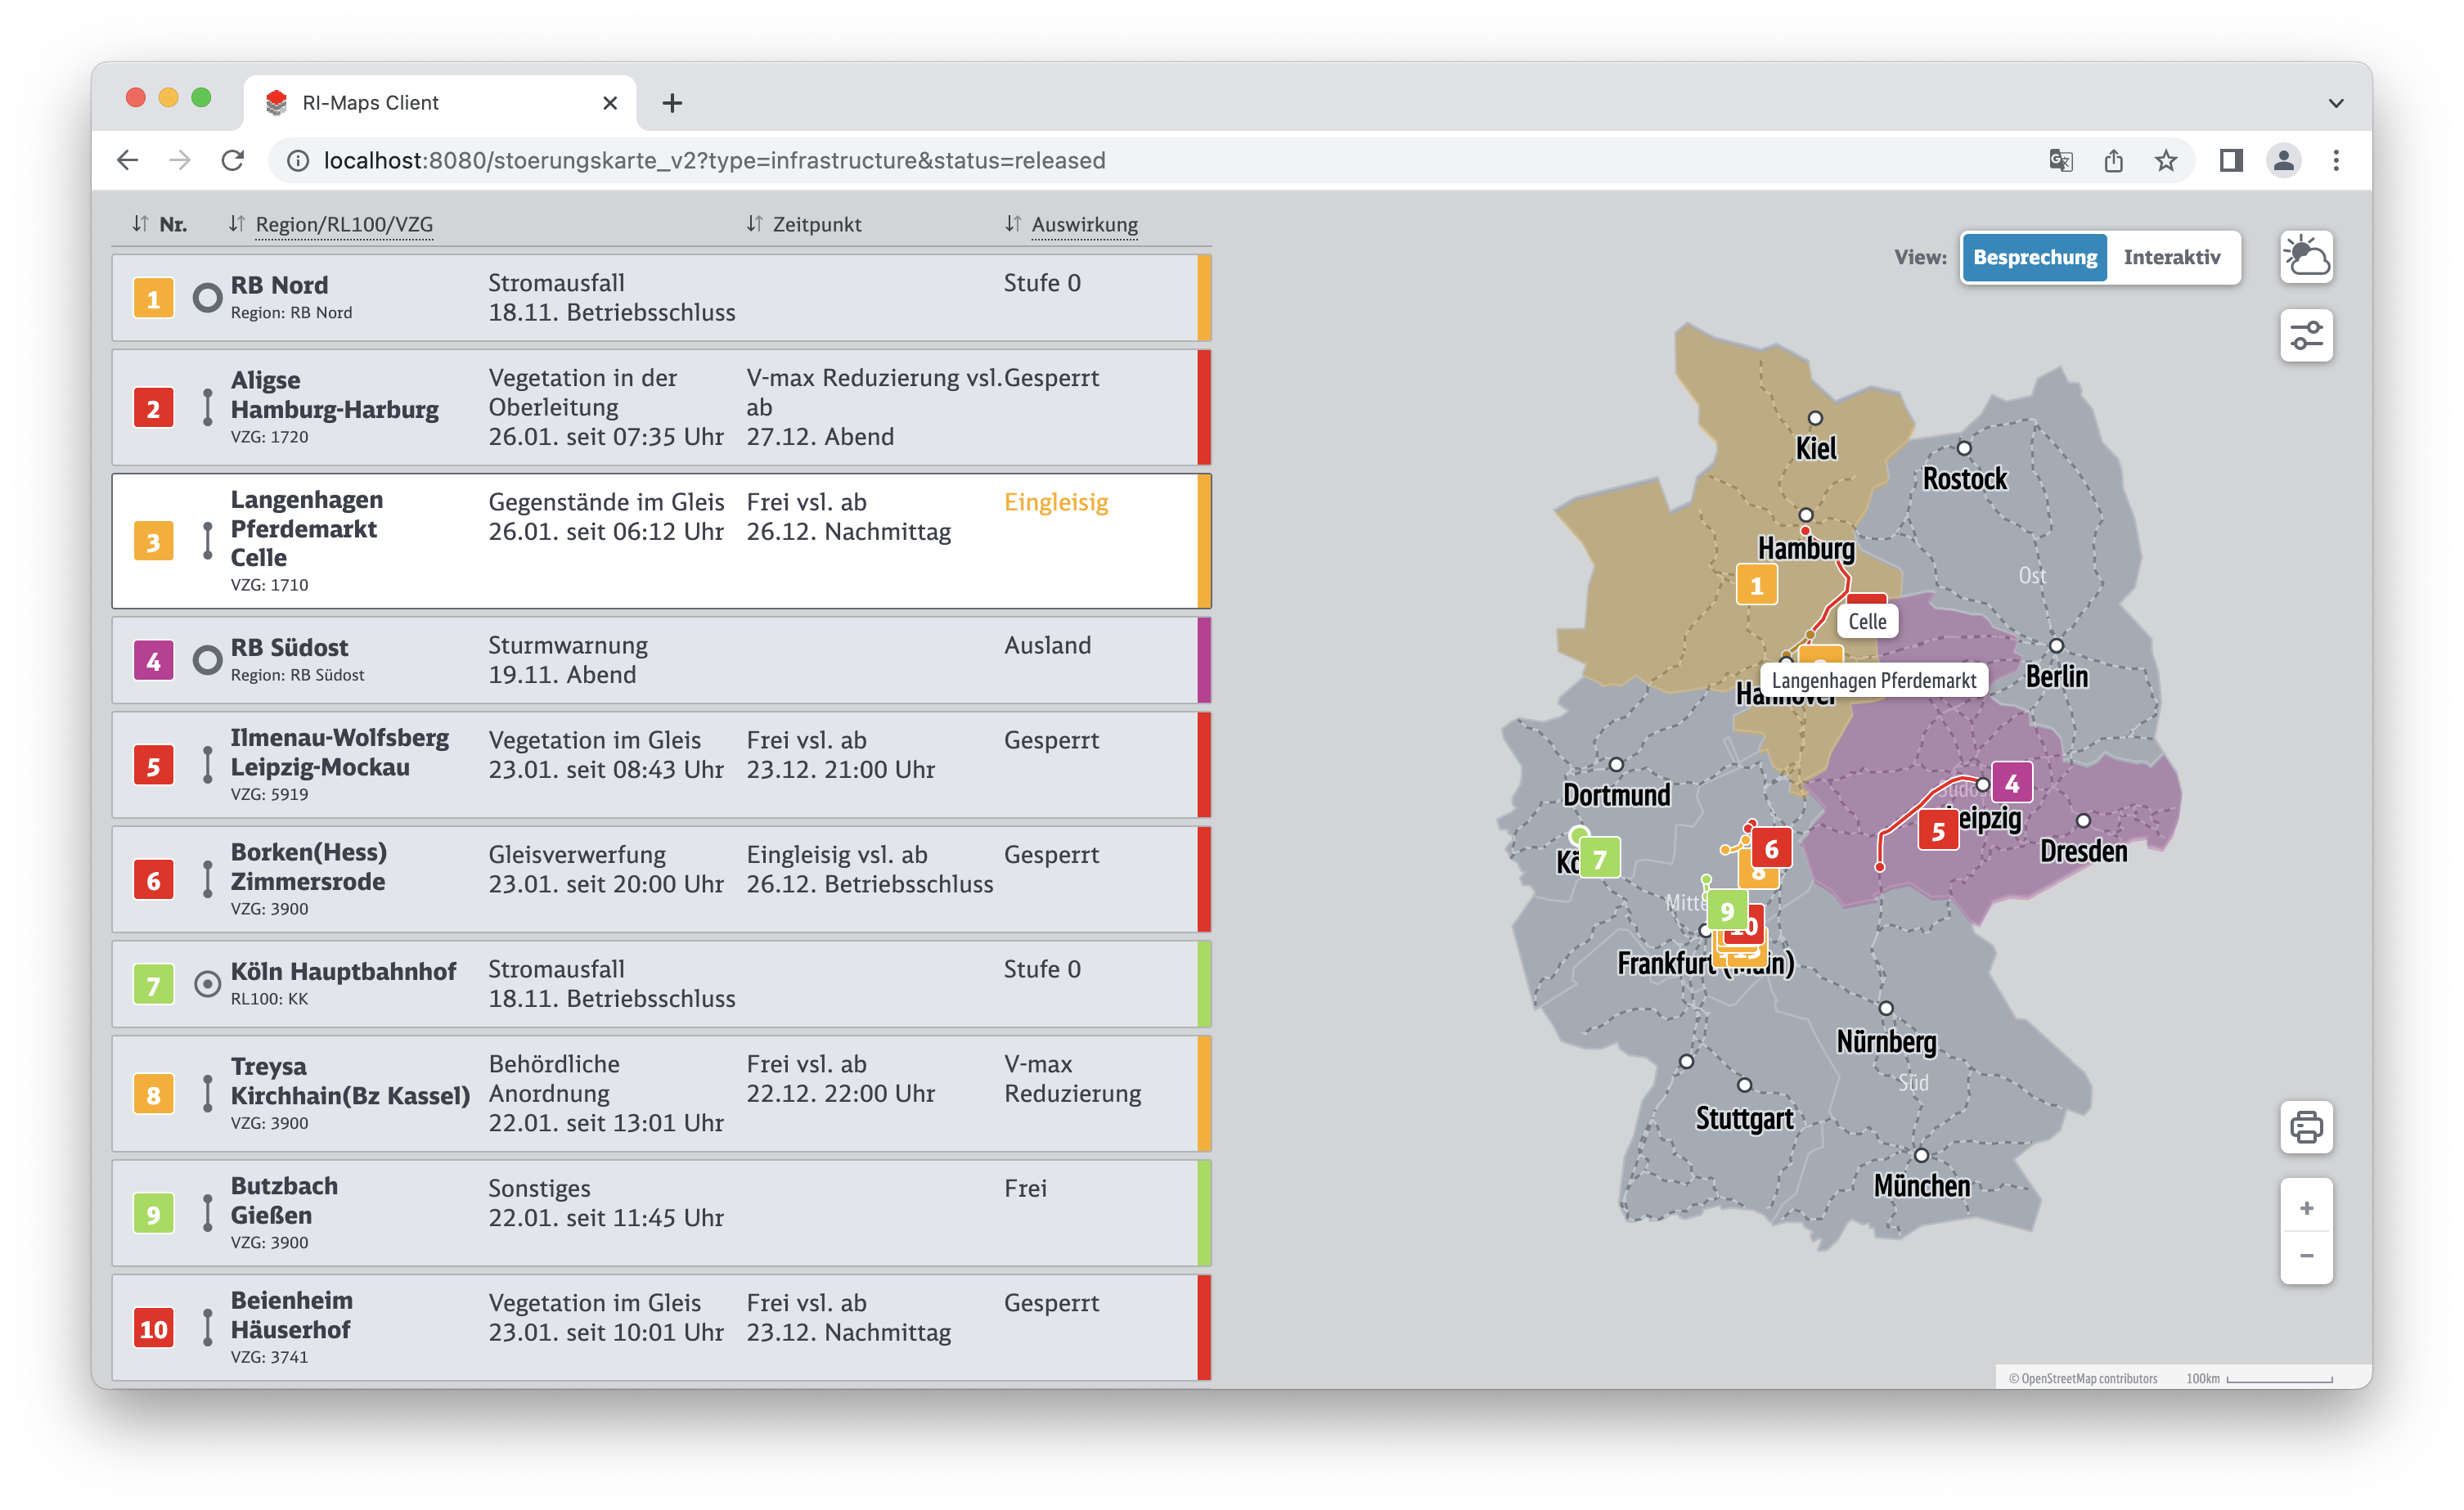 RI-Maps Client
localhost:8080/stoerungskarte_v2?type=infrastructure&status=released
Nr.
Region/RL100/VZG
Zeitpunkt
Auswirkung
1
RB Nord
Region: RB Nord
Stromausfall
18.11. Betriebsschluss
Stufe 0
2
Aligse
Hamburg-Harburg
VZG: 1720
Vegetation in der
Oberleitung
26.01. seit 07:35 Uhr
V-max Reduzierung vsl.
ab
27.12. Abend
Gesperrt
3
Langenhagen
Pferdemarkt
Celle
VZG: 1710
Gegenstände im Gleis
26.01. seit 06:12 Uhr
Frei vsl. ab
26.12. Nachmittag
Eingleisig
4
RB Südost
Region: RB Südost
Sturmwarnung
19.11. Abend
Ausland
5
Ilmenau-Wolfsberg
Leipzig-Mockau
VZG: 5919
Vegetation im Gleis
23.01. seit 08:43 Uhr
Frei vsl. ab
23.12. 21:00 Uhr
Gesperrt
6
Borken(Hess)
Zimmersrode
VZG: 3900
Gleisverwerfung
23.01. seit 20:00 Uhr
Eingleisig vsl. ab
26.12. Betriebsschluss
Gesperrt
7
Köln Hauptbahnhof
RL100: KK
Stromausfall
18.11. Betriebsschluss
Stufe 0
8
Treysa
Kirchhain(Bz Kassel)
VZG: 3900
Behördliche
Anordnung
22.01. seit 13:01 Uhr
Frei vsl. ab
22.12. 22:00 Uhr
V-max
Reduzierung
9
Butzbach
Gießen
VZG: 3900
Sonstiges
22.01. seit 11:45 Uhr
Frei
10
Beienheim
Häuserhof
VZG: 3741
Vegetation im Gleis
23.01. seit 10:01 Uhr
Frei vsl. ab
23.12. Nachmittag
Gesperrt
View:
Besprechung
Interaktiv
Kiel
Rostock
Hamburg
Ost
1
Celle
Langenhagen Pferdemarkt
Hannover
Berlin
Dortmund
4
Leipzig
5
Dresden
6
7
8
Mitte
9
10
Frankfurt (Main)
Nürnberg
Süd
Stuttgart
München
+
−
© OpenStreetMap contributors
100km